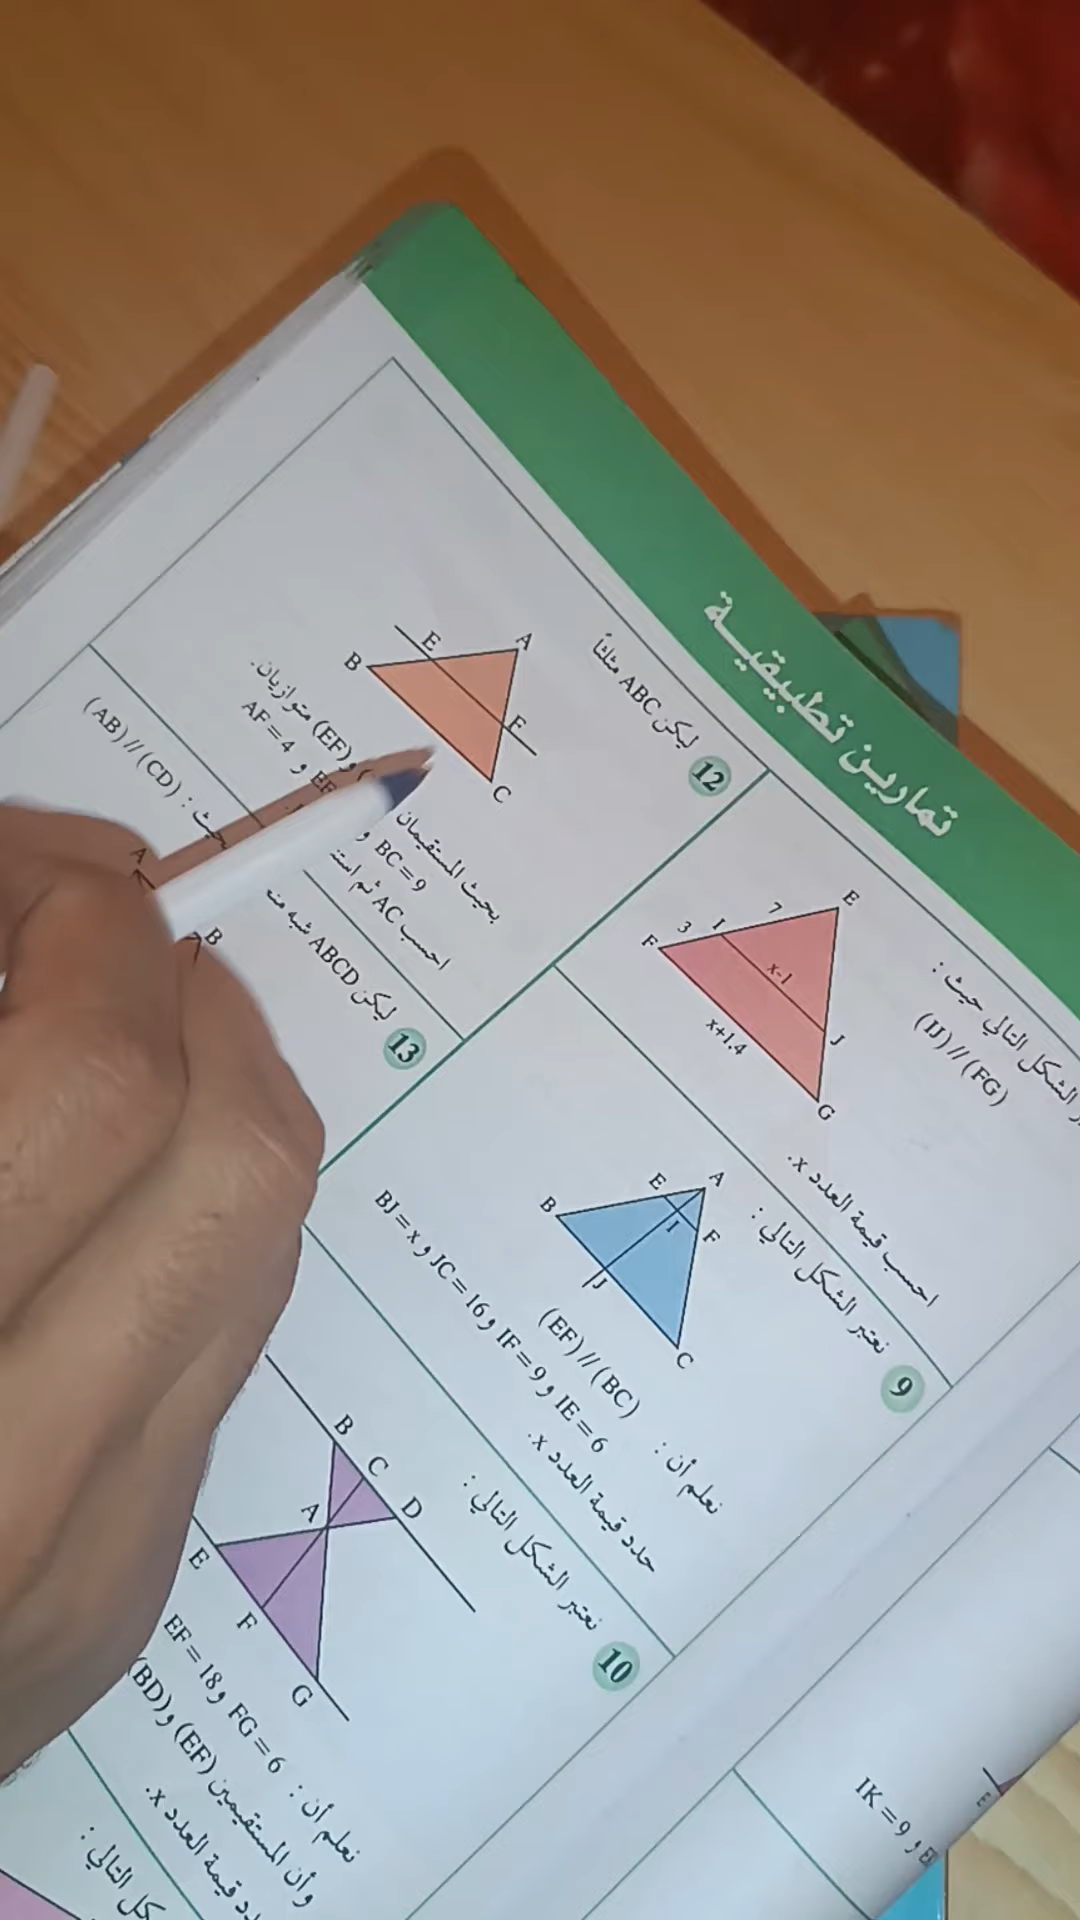 تمارين تطبيقية
الشكل التالي حيث :
(IJ) // (FG)
E
7
I
3
F
x-1
J
x+1.4
G
احسب قيمة العدد x.
9
نعتبر الشكل التالي :
A
E
F
I
B
J
C
نعلم أن :
(EF) // (BC)
IE = 6 و IF = 9 و JC = 16 و BJ = x
حدد قيمة العدد x.
10
نعتبر الشكل التالي :
B
C
D
A
E
F
G
نعلم أن :
FG = 6 و EF = 18
وأن المستقيمين (EF) و (BD)
قيمة العدد x.
التالي :
12
ليكن ABC مثلثاً
A
E
F
B
C
بحيث المستقيمان
و (EF) متوازيان.
BC = 9 و
و AF = 4
احسب AC ثم
13
ليكن ABCD شبه
(AB) // (CD) :
A
B
IK = 9 و
E